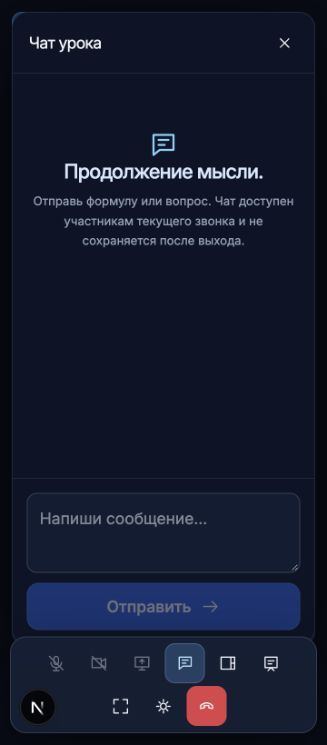 Чат урока
Продолжение мысли.
Отправь формулу или вопрос. Чат доступен
участникам текущего звонка и не
сохраняется после выхода.
Напиши сообщение...
Отправить →
N